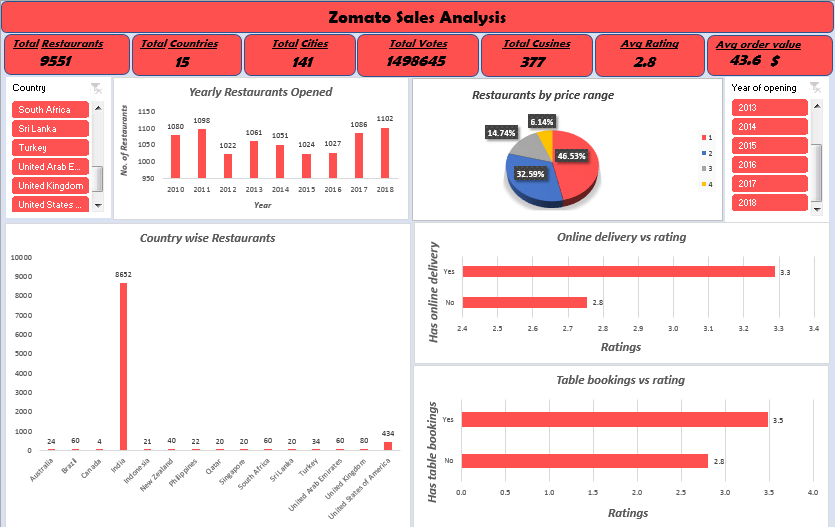 Zomato Sales Analysis
Total Restaurants
9551
Total Countries
15
Total Cities
141
Total Votes
1498645
Total Cusines
377
Avg Rating
2.8
Avg order value
43.6 $
Country
South Africa
Sri Lanka
Turkey
United Arab E...
United Kingdom
United States ...
Yearly Restaurants Opened
No. of Restaurants
1150
1100
1050
1000
950
1080 1098 1022 1061 1051 1024 1027 1086 1102
2010 2011 2012 2013 2014 2015 2016 2017 2018
Year
Restaurants by price range
6.14%
14.74%
46.53%
32.59%
1
2
3
4
Year of opening
2013
2014
2015
2016
2017
2018
Country wise Restaurants
10000
9000
8000
7000
6000
5000
4000
3000
2000
1000
0
24 60 4 8652 21 40 22 20 20 60 20 34 60 80 434
Australia
Brazil
Canada
India
Indonesia
New Zealand
Philippines
Qatar
Singapore
South Africa
Sri Lanka
Turkey
United Arab Emirates
United Kingdom
United States of America
Online delivery vs rating
Has online delivery
Yes
3.3
No
2.8
2.4 2.5 2.6 2.7 2.8 2.9 3.0 3.1 3.2 3.3 3.4
Ratings
Table bookings vs rating
Has table bookings
Yes
3.5
No
2.8
0.0 0.5 1.0 1.5 2.0 2.5 3.0 3.5 4.0
Ratings